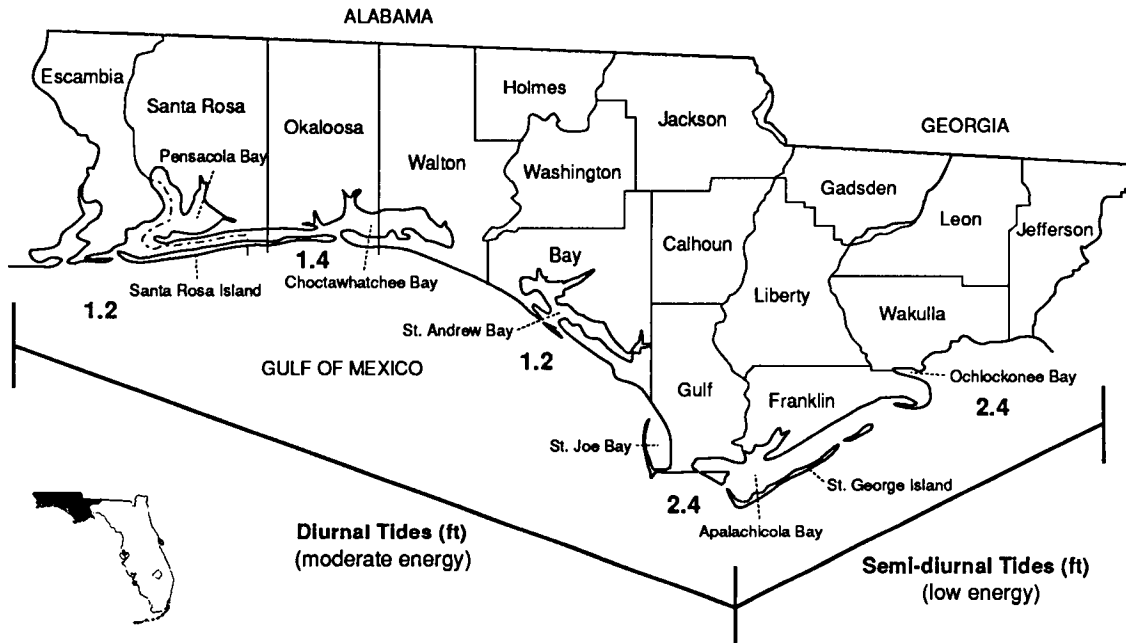 ALABAMA
Escambia
Santa Rosa
Okaloosa
Holmes
Jackson
GEORGIA
Pensacola Bay
Walton
Washington
Gadsden
Leon
Jefferson
Calhoun
Bay
1.4
Choctawhatchee Bay
Santa Rosa Island
1.2
Liberty
Wakulla
St. Andrew Bay
1.2
GULF OF MEXICO
Gulf
Franklin
Ochlockonee Bay
2.4
St. Joe Bay
St. George Island
2.4
Apalachicola Bay
Diurnal Tides (ft)
(moderate energy)
Semi-diurnal Tides (ft)
(low energy)